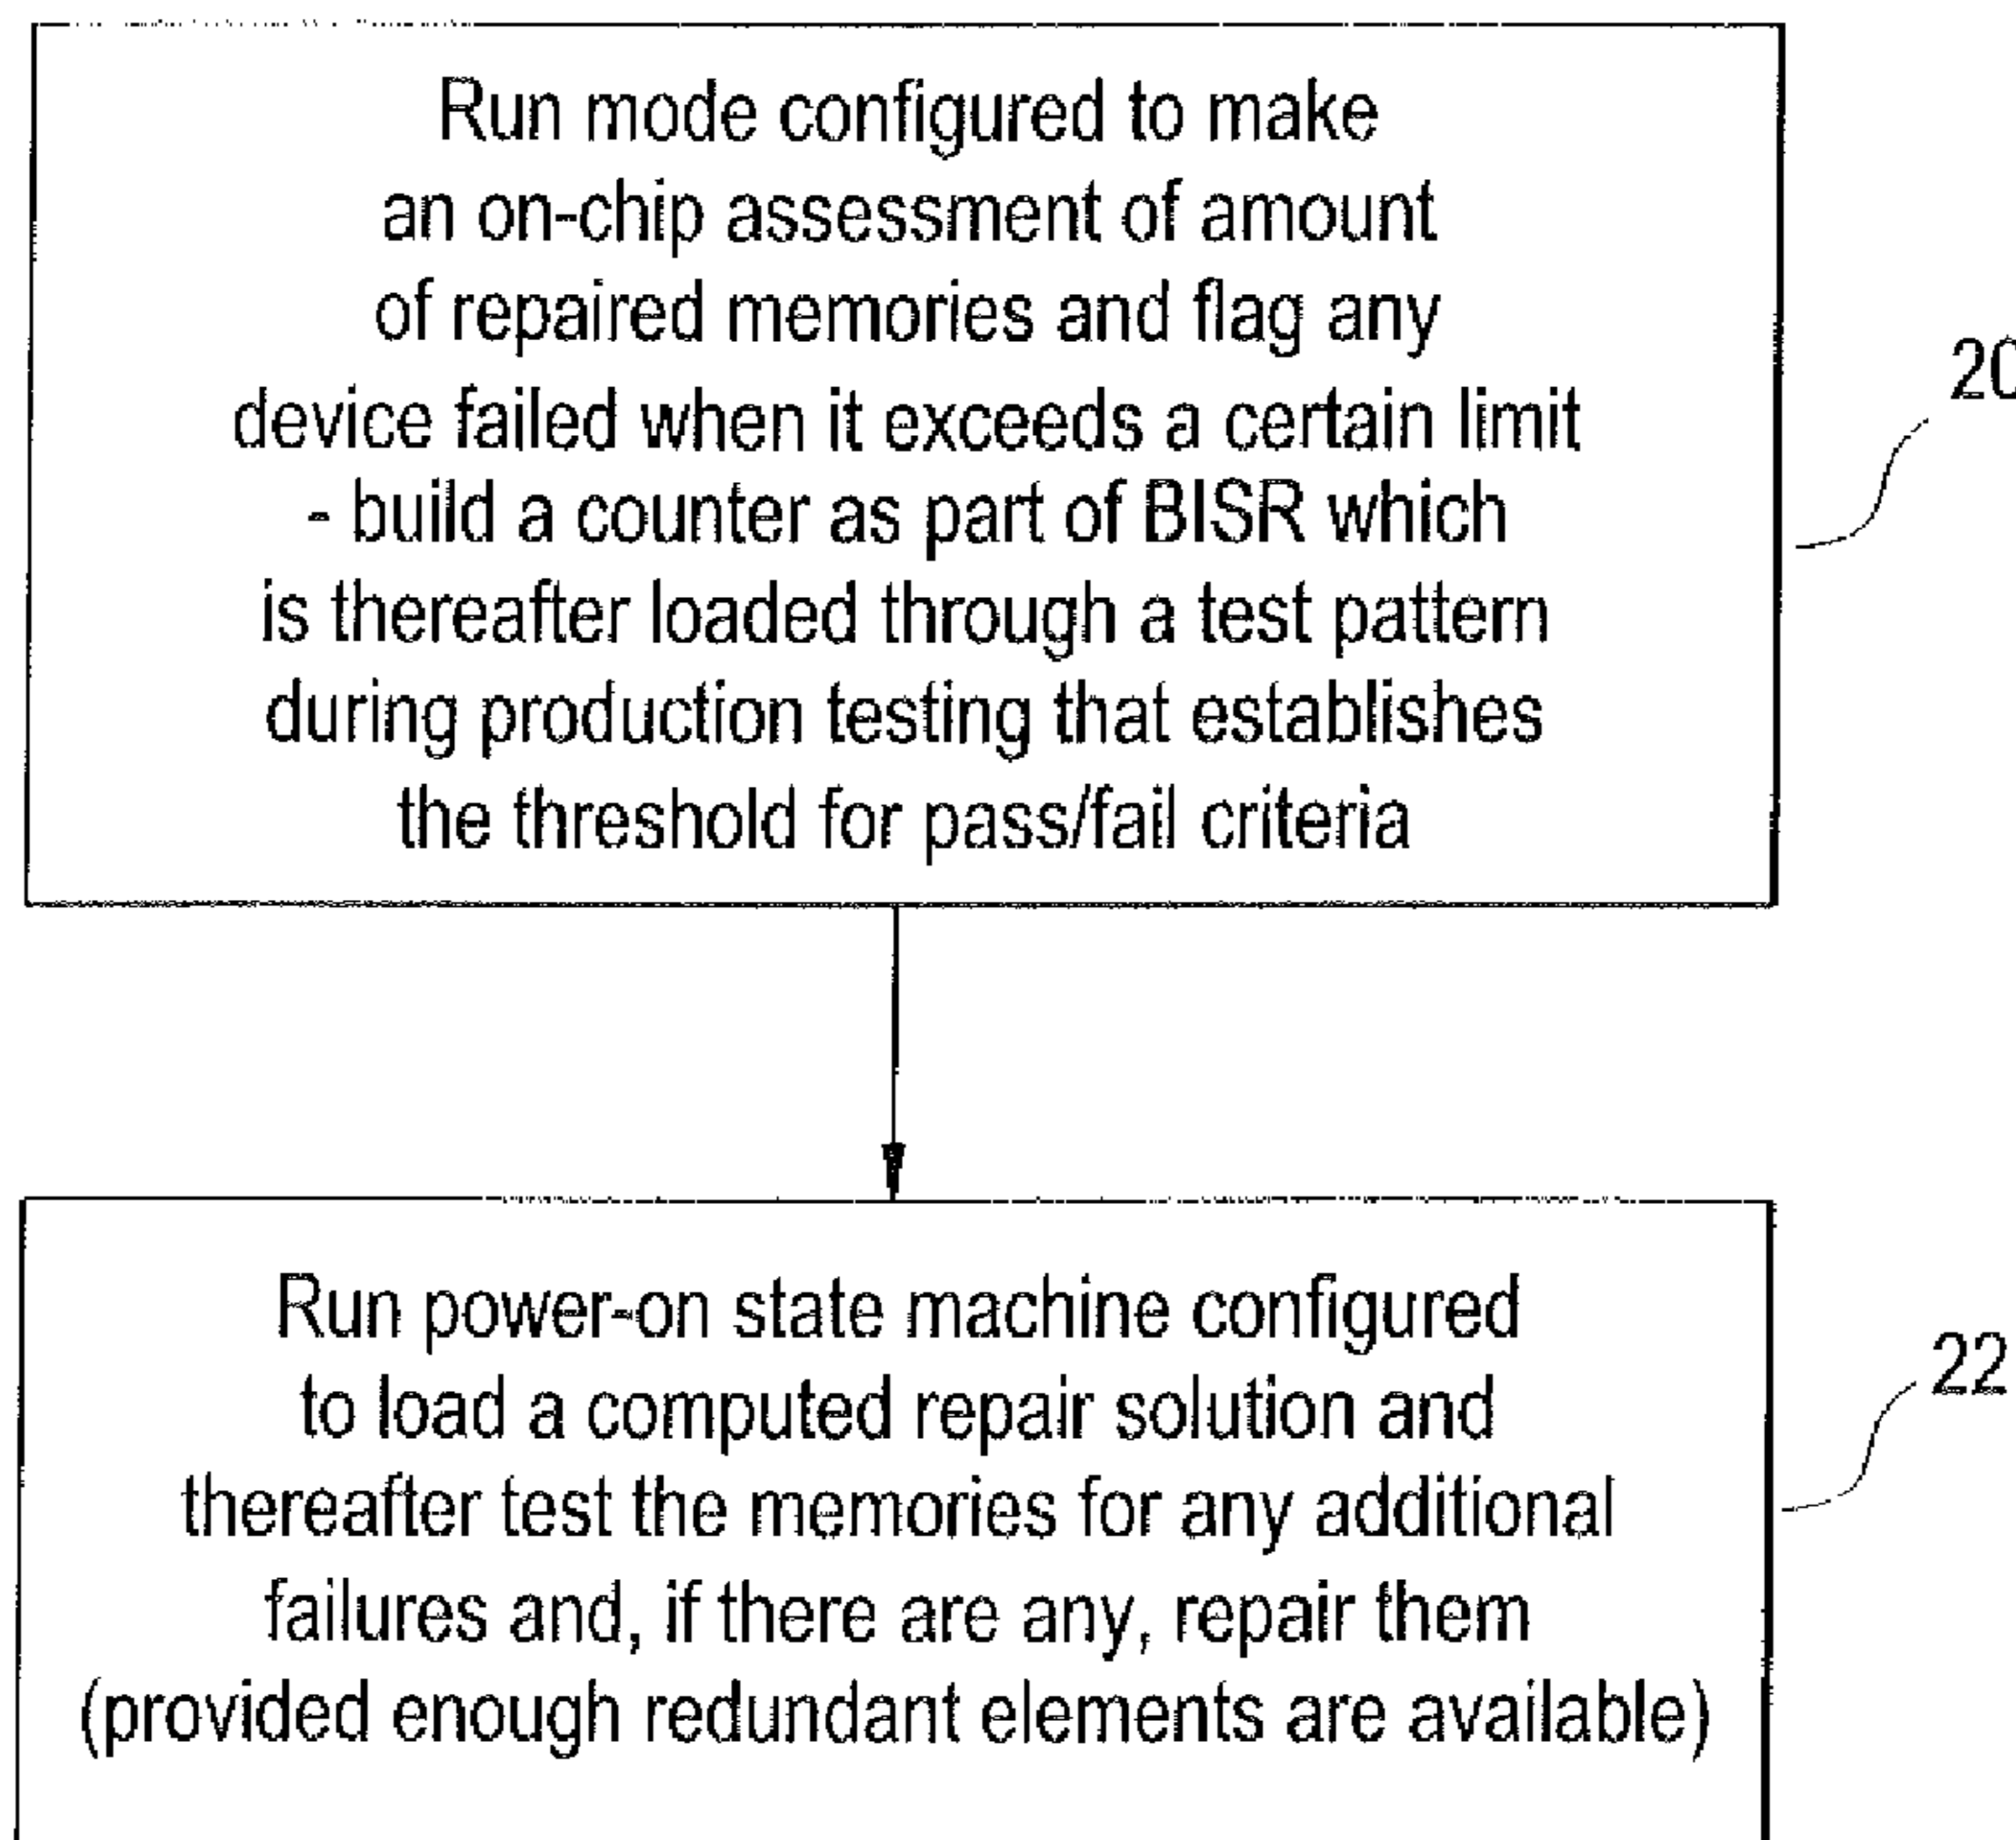 Run mode configured to make
an on-chip assessment of amount
of repaired memories and flag any
device failed when it exceeds a certain limit
- build a counter as part of BISR which
is thereafter loaded through a test pattern
during production testing that establishes
the threshold for pass/fail criteria
20
Run power-on state machine configured
to load a computed repair solution and
thereafter test the memories for any additional
failures and, if there are any, repair them
(provided enough redundant elements are available)
22